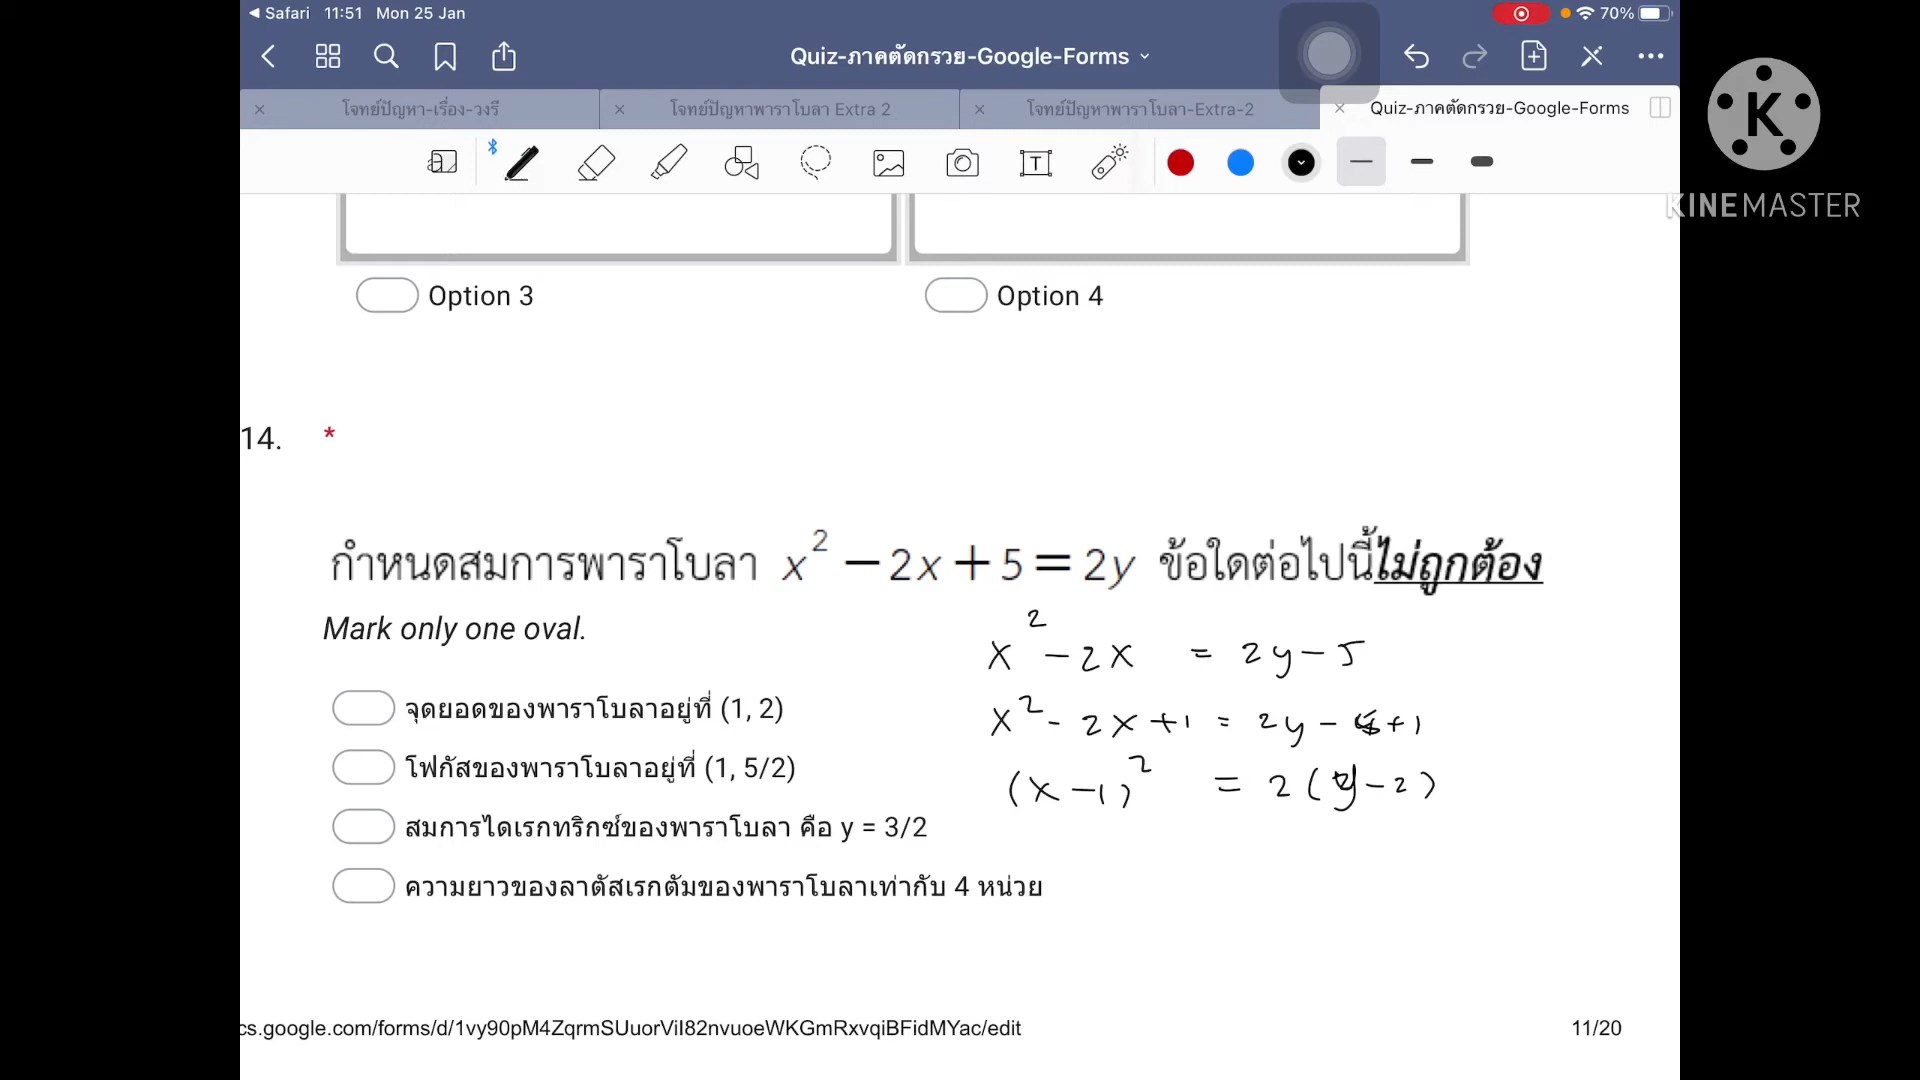 Safari 11:51 Mon 25 Jan 70%
Quiz-ภาคตัดกรวย-Google-Forms
โจทย์ปัญหา-เรื่อง-วงรี โจทย์ปัญหาพาราโบลา Extra 2 โจทย์ปัญหาพาราโบลา-Extra-2 Quiz-ภาคตัดกรวย-Google-Forms
K
KINEMASTER
Option 3 Option 4
14. *
กำหนดสมการพาราโบลา x² − 2x + 5 = 2y ข้อใดต่อไปนี้ไม่ถูกต้อง
Mark only one oval.
x² − 2x = 2y − 5
จุดยอดของพาราโบลาอยู่ที่ (1, 2)
x² - 2x + 1 = 2y − 5 + 1
โฟกัสของพาราโบลาอยู่ที่ (1, 5/2)
(x − 1)² = 2(y − 2)
สมการไดเรกทริกซ์ของพาราโบลา คือ y = 3/2
ความยาวของลาตัสเรกตัมของพาราโบลาเท่ากับ 4 หน่วย
cs.google.com/forms/d/1vy90pM4ZqrmSUuorViI82nvuoeWKGmRxvqiBFidMYac/edit 11/20